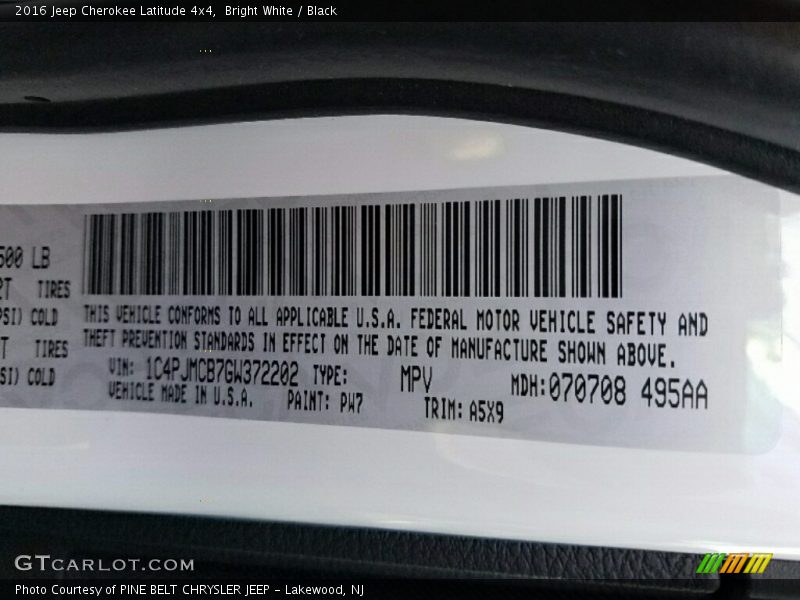 2016 Jeep Cherokee Latitude 4x4,  Bright White / Black
500 LB
TIRES
COLD
TIRES
COLD
THIS VEHICLE CONFORMS TO ALL APPLICABLE U.S.A. FEDERAL MOTOR VEHICLE SAFETY AND
THEFT PREVENTION STANDARDS IN EFFECT ON THE DATE OF MANUFACTURE SHOWN ABOVE.
VIN: 1C4PJMCB7GW372202 TYPE: MPV MDH:070708 495AA
VEHICLE MADE IN U.S.A. PAINT: PW7 TRIM: A5X9
GTCARLOT.COM
Photo Courtesy of PINE BELT CHRYSLER JEEP - Lakewood, NJ